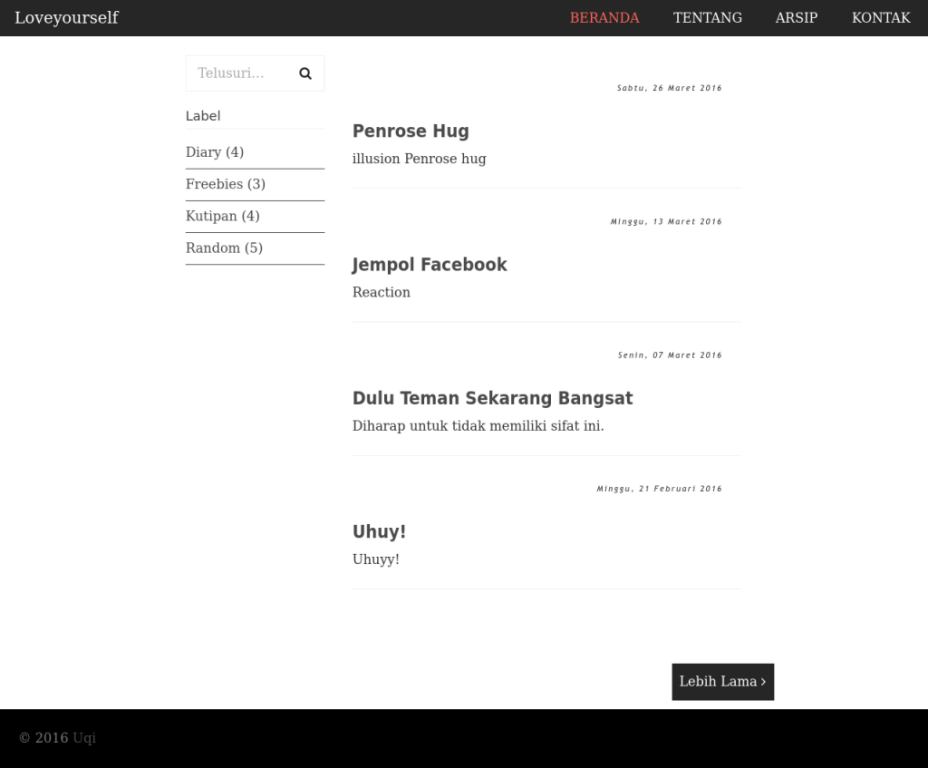 Loveyourself
BERANDA TENTANG ARSIP KONTAK
Telusuri...
Label
Diary (4)
Freebies (3)
Kutipan (4)
Random (5)
Sabtu, 26 Maret 2016
Penrose Hug
illusion Penrose hug
Minggu, 13 Maret 2016
Jempol Facebook
Reaction
Senin, 07 Maret 2016
Dulu Teman Sekarang Bangsat
Diharap untuk tidak memiliki sifat ini.
Minggu, 21 Februari 2016
Uhuy!
Uhuyy!
Lebih Lama ›
© 2016 Uqi